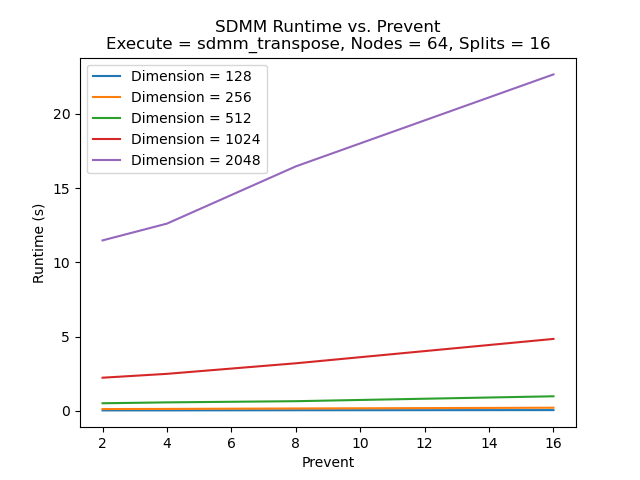 SDMM Runtime vs. Prevent
Execute = sdmm_transpose, Nodes = 64, Splits = 16
Dimension = 128
Dimension = 256
Dimension = 512
Dimension = 1024
Dimension = 2048
20
15
10
5
0
Runtime (s)
2 4 6 8 10 12 14 16
Prevent